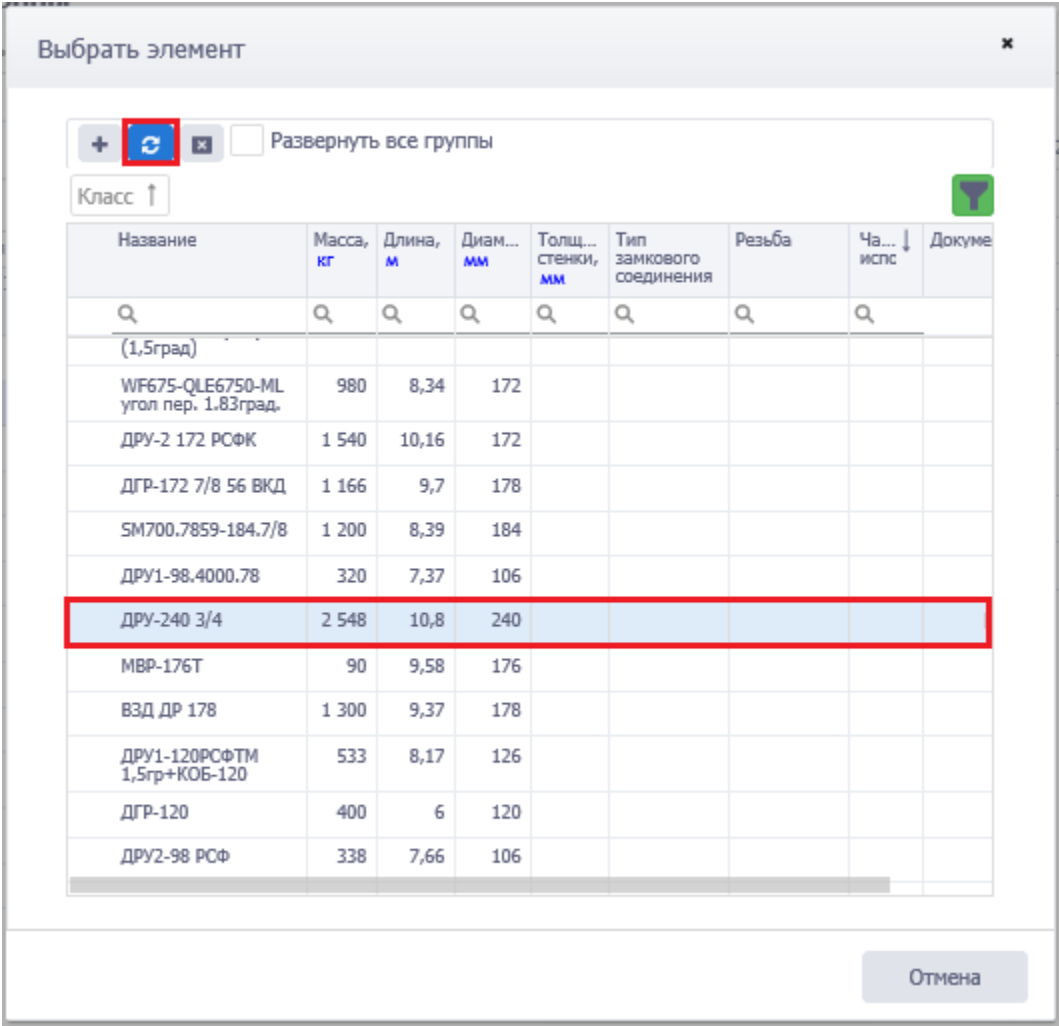 Выбрать элемент
Развернуть все группы
Класс ↑
Название Масса, кг Длина, м Диам... мм Толщ... стенки, мм Тип замкового соединения Резьба Ча... ↓ испс Докуме
(1,5град)
WF675-QLE6750-ML угол пер. 1.83град. 980 8,34 172
ДРУ-2 172 РСФК 1 540 10,16 172
ДГР-172 7/8 56 ВКД 1 166 9,7 178
SM700.7859-184.7/8 1 200 8,39 184
ДРУ1-98.4000.78 320 7,37 106
ДРУ-240 3/4 2 548 10,8 240
МВР-176Т 90 9,58 176
ВЗД ДР 178 1 300 9,37 178
ДРУ1-120РСФТМ 1,5гр+КОБ-120 533 8,17 126
ДГР-120 400 6 120
ДРУ2-98 РСФ 338 7,66 106
Отмена